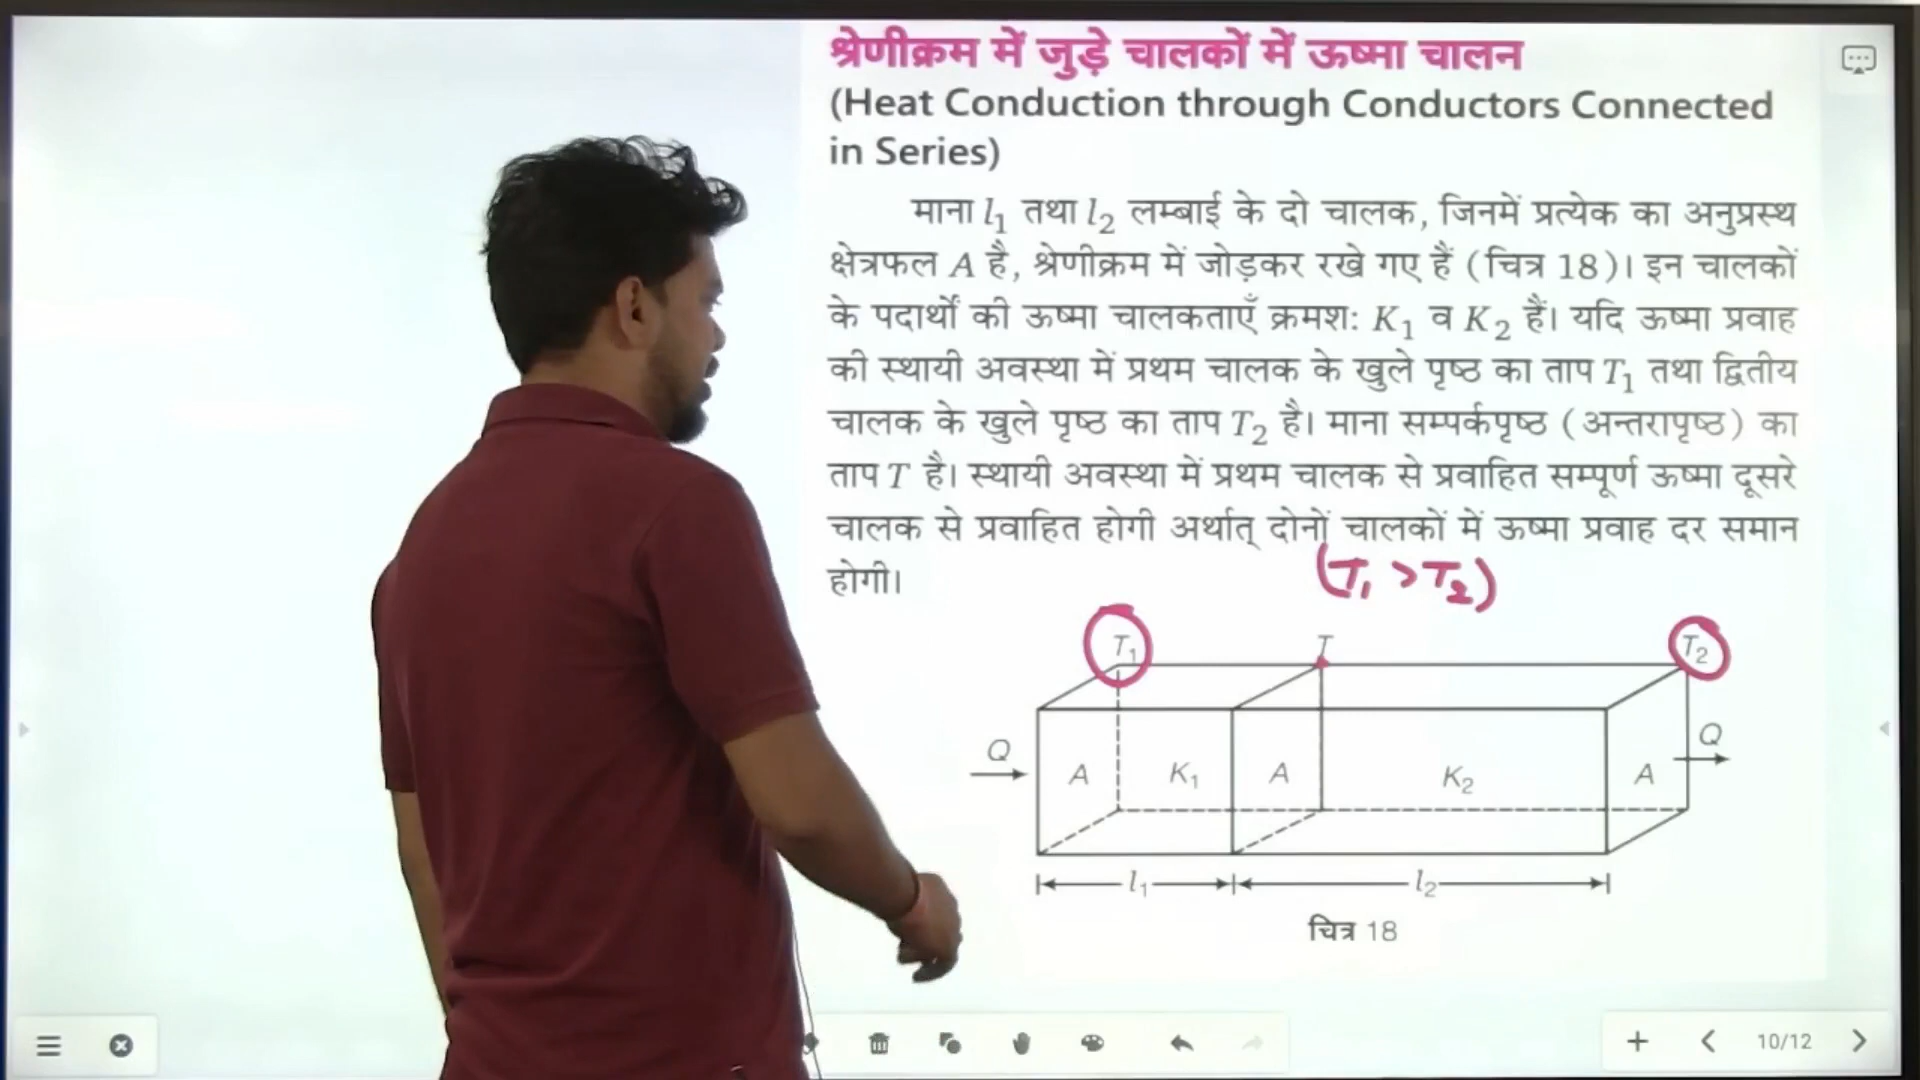 श्रेणीक्रम में जुड़े चालकों में ऊष्मा चालन
(Heat Conduction through Conductors Connected
in Series)
माना l₁ तथा l₂ लम्बाई के दो चालक, जिनमें प्रत्येक का अनुप्रस्थ
क्षेत्रफल A है, श्रेणीक्रम में जोड़कर रखे गए हैं (चित्र 18)। इन चालकों
के पदार्थों की ऊष्मा चालकताएँ क्रमश: K₁ व K₂ हैं। यदि ऊष्मा प्रवाह
की स्थायी अवस्था में प्रथम चालक के खुले पृष्ठ का ताप T₁ तथा द्वितीय
चालक के खुले पृष्ठ का ताप T₂ है। माना सम्पर्कपृष्ठ (अन्तरापृष्ठ) का
ताप T है। स्थायी अवस्था में प्रथम चालक से प्रवाहित सम्पूर्ण ऊष्मा दूसरे
चालक से प्रवाहित होगी अर्थात् दोनों चालकों में ऊष्मा प्रवाह दर समान
होगी।
(T₁ > T₂)
T₁ T T₂
Q A K₁ A K₂ A Q
l₁ l₂
चित्र 18
10/12